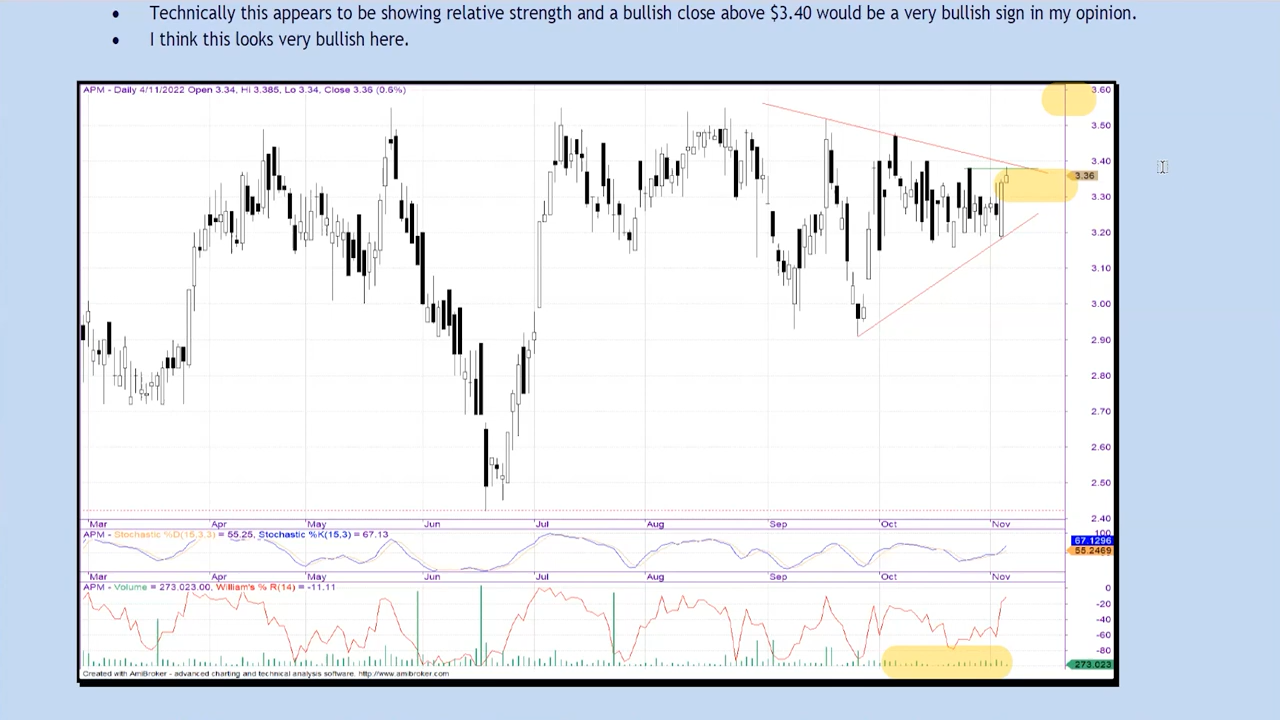 • Technically this appears to be showing relative strength and a bullish close above $3.40 would be a very bullish sign in my opinion.
• I think this looks very bullish here.
APM - Daily 4/11/2022 Open 3.34, Hi 3.385, Lo 3.34, Close 3.36 (0.6%)
3.60
3.50
3.40
3.36
3.30
3.20
3.10
3.00
2.90
2.80
2.70
2.60
2.50
2.40
Mar Apr May Jun Jul Aug Sep Oct Nov
APM - Stochastic %D(15,3,3) = 55.25, Stochastic %K(15,3) = 67.13
100
67.1296
55.2469
Mar Apr May Jun Jul Aug Sep Oct Nov
APM - Volume = 273,023.00, William's % R(14) = -11.11
0
-20
-40
-60
-80
273,023
Created with AmiBroker - advanced charting and technical analysis software. http://www.amibroker.com